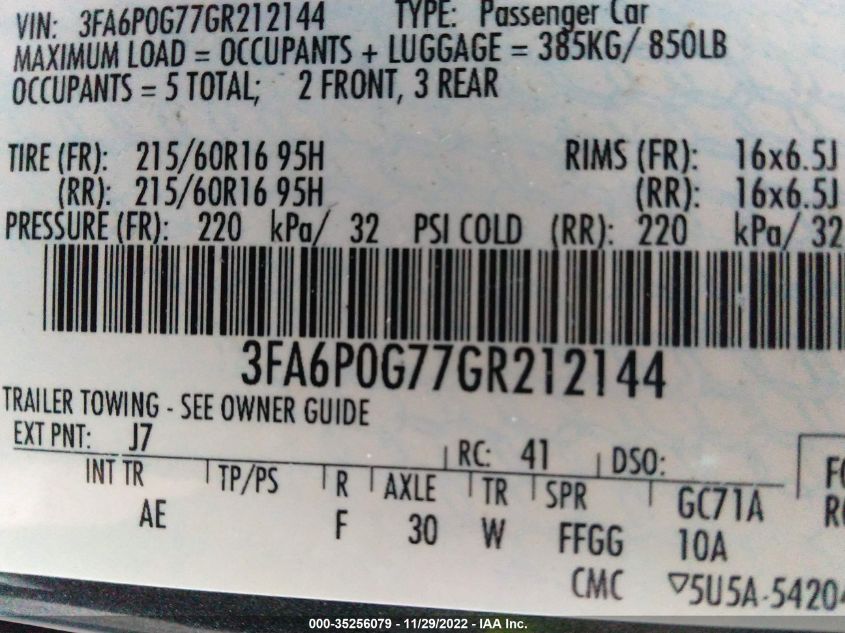 VIN: 3FA6P0G77GR212144 TYPE: Passenger Car
MAXIMUM LOAD = OCCUPANTS + LUGGAGE = 385KG/ 850LB
OCCUPANTS = 5 TOTAL; 2 FRONT, 3 REAR
TIRE (FR): 215/60R16 95H RIMS (FR): 16x6.5J
(RR): 215/60R16 95H (RR): 16x6.5J
PRESSURE (FR): 220 kPa/ 32 PSI COLD (RR): 220 kPa/ 32
3FA6P0G77GR212144
TRAILER TOWING - SEE OWNER GUIDE
EXT PNT: J7 RC: 41 DSO:
INT TR TP/PS R AXLE TR SPR GC71A
AE F 30 W FFGG 10A
CMC ▽5U5A-54204
000-35256079 - 11/29/2022 - IAA Inc.